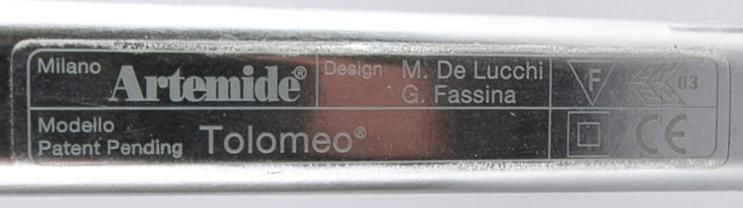 Milano Artemide® Design M. De Lucchi
G. Fassina
F
03
Modello
Patent Pending Tolomeo®
CE